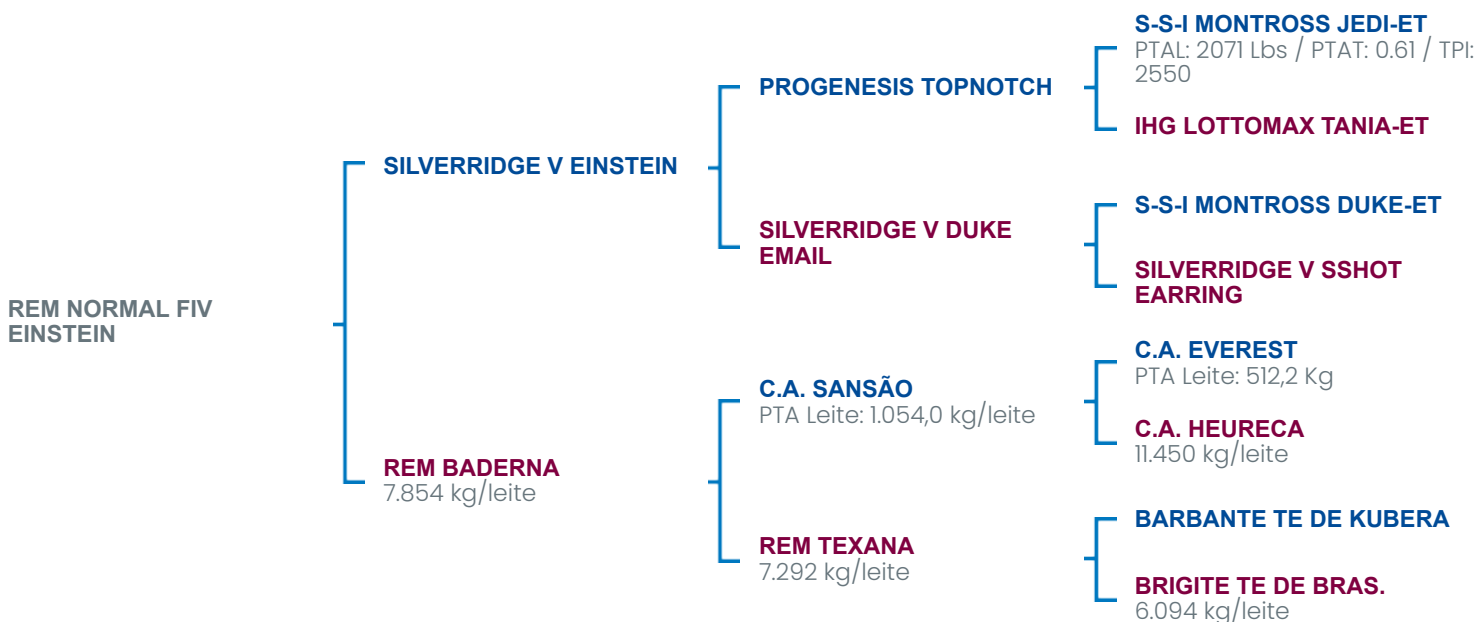 S-S-I MONTROSS JEDI-ET
PTAL: 2071 Lbs / PTAT: 0.61 / TPI:
2550
PROGENESIS TOPNOTCH
IHG LOTTOMAX TANIA-ET
SILVERRIDGE V EINSTEIN
S-S-I MONTROSS DUKE-ET
SILVERRIDGE V DUKE
EMAIL
SILVERRIDGE V SSHOT
EARRING
REM NORMAL FIV
EINSTEIN
C.A. EVEREST
PTA Leite: 512,2 Kg
C.A. SANSÃO
PTA Leite: 1.054,0 kg/leite
C.A. HEURECA
11.450 kg/leite
REM BADERNA
7.854 kg/leite
BARBANTE TE DE KUBERA
REM TEXANA
7.292 kg/leite
BRIGITE TE DE BRAS.
6.094 kg/leite